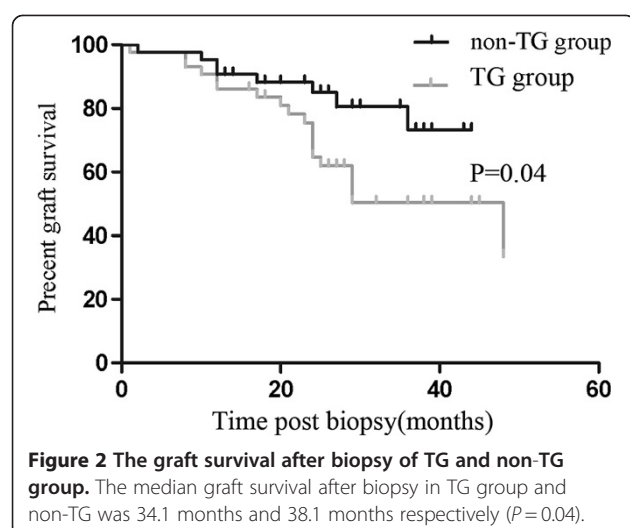 100
80
60
40
20
0
0
20
40
60
Precent graft survival
Time post biopsy(months)
non-TG group
TG group
P=0.04
Figure 2 The graft survival after biopsy of TG and non-TG
group. The median graft survival after biopsy in TG group and
non-TG was 34.1 months and 38.1 months respectively (P = 0.04).